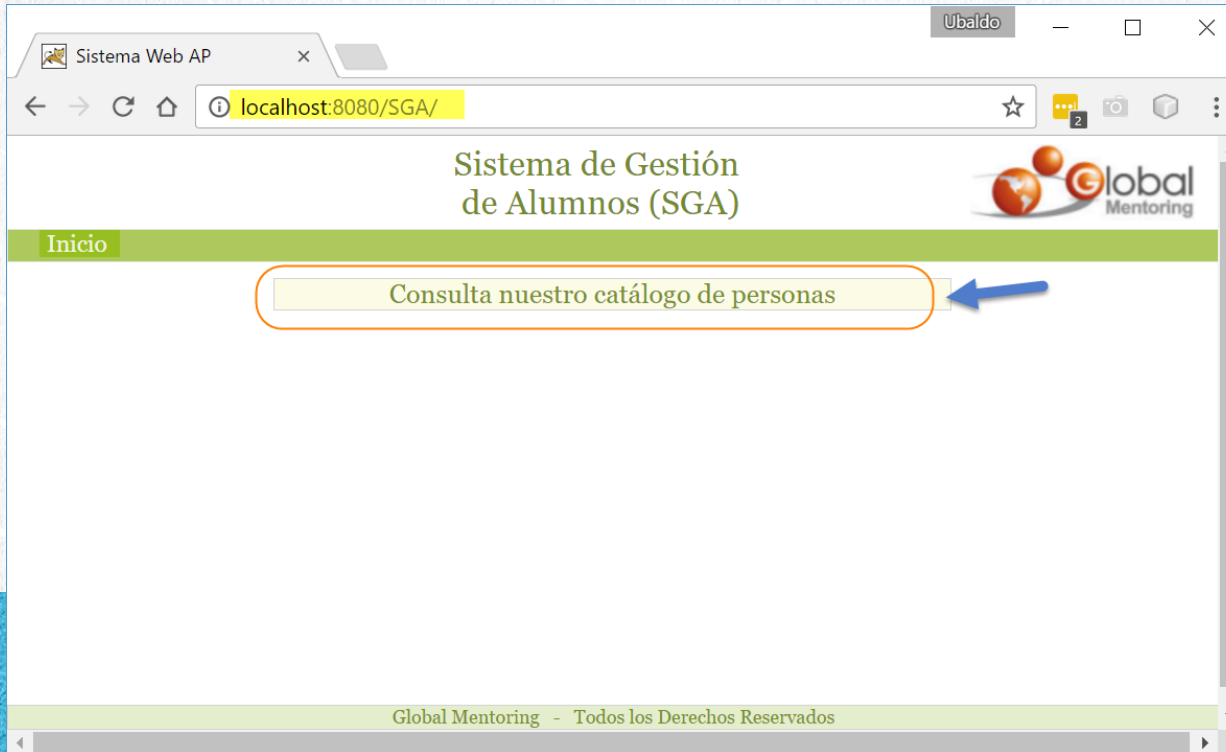 Ubaldo
Sistema Web AP
localhost:8080/SGA/
2
Sistema de Gestión
de Alumnos (SGA)
Global
Mentoring
Inicio
Consulta nuestro catálogo de personas
Global Mentoring - Todos los Derechos Reservados